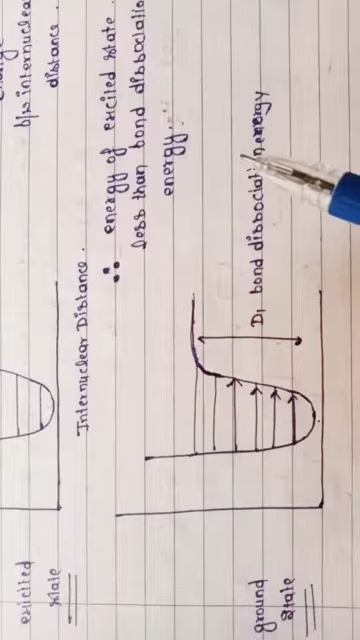 b/w internuclear
distance.
excited
state
Internuclear Distance.
∴ energy of excited state
less than bond dissociatio
energy.
D₁ bond dissociation energy
ground
state